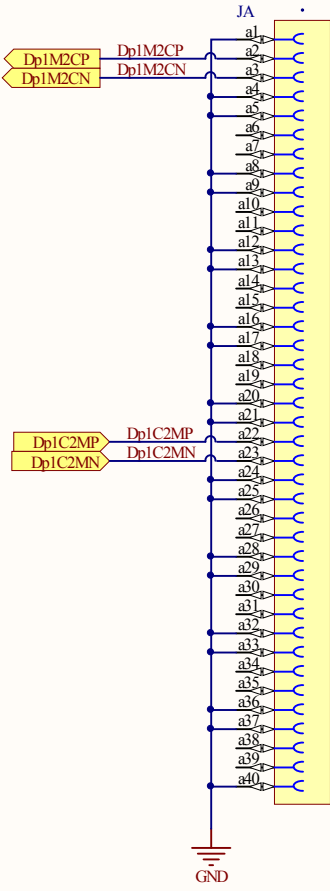 JA
a1
Dp1M2CP Dp1M2CP a2
Dp1M2CN Dp1M2CN a3
a4
a5
a6
a7
a8
a9
a10
a11
a12
a13
a14
a15
a16
a17
a18
a19
a20
a21
Dp1C2MP Dp1C2MP a22
Dp1C2MN Dp1C2MN a23
a24
a25
a26
a27
a28
a29
a30
a31
a32
a33
a34
a35
a36
a37
a38
a39
a40
GND